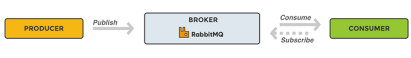 PRODUCER
Publish
BROKER
RabbitMQ
Consume
Subscribe
CONSUMER